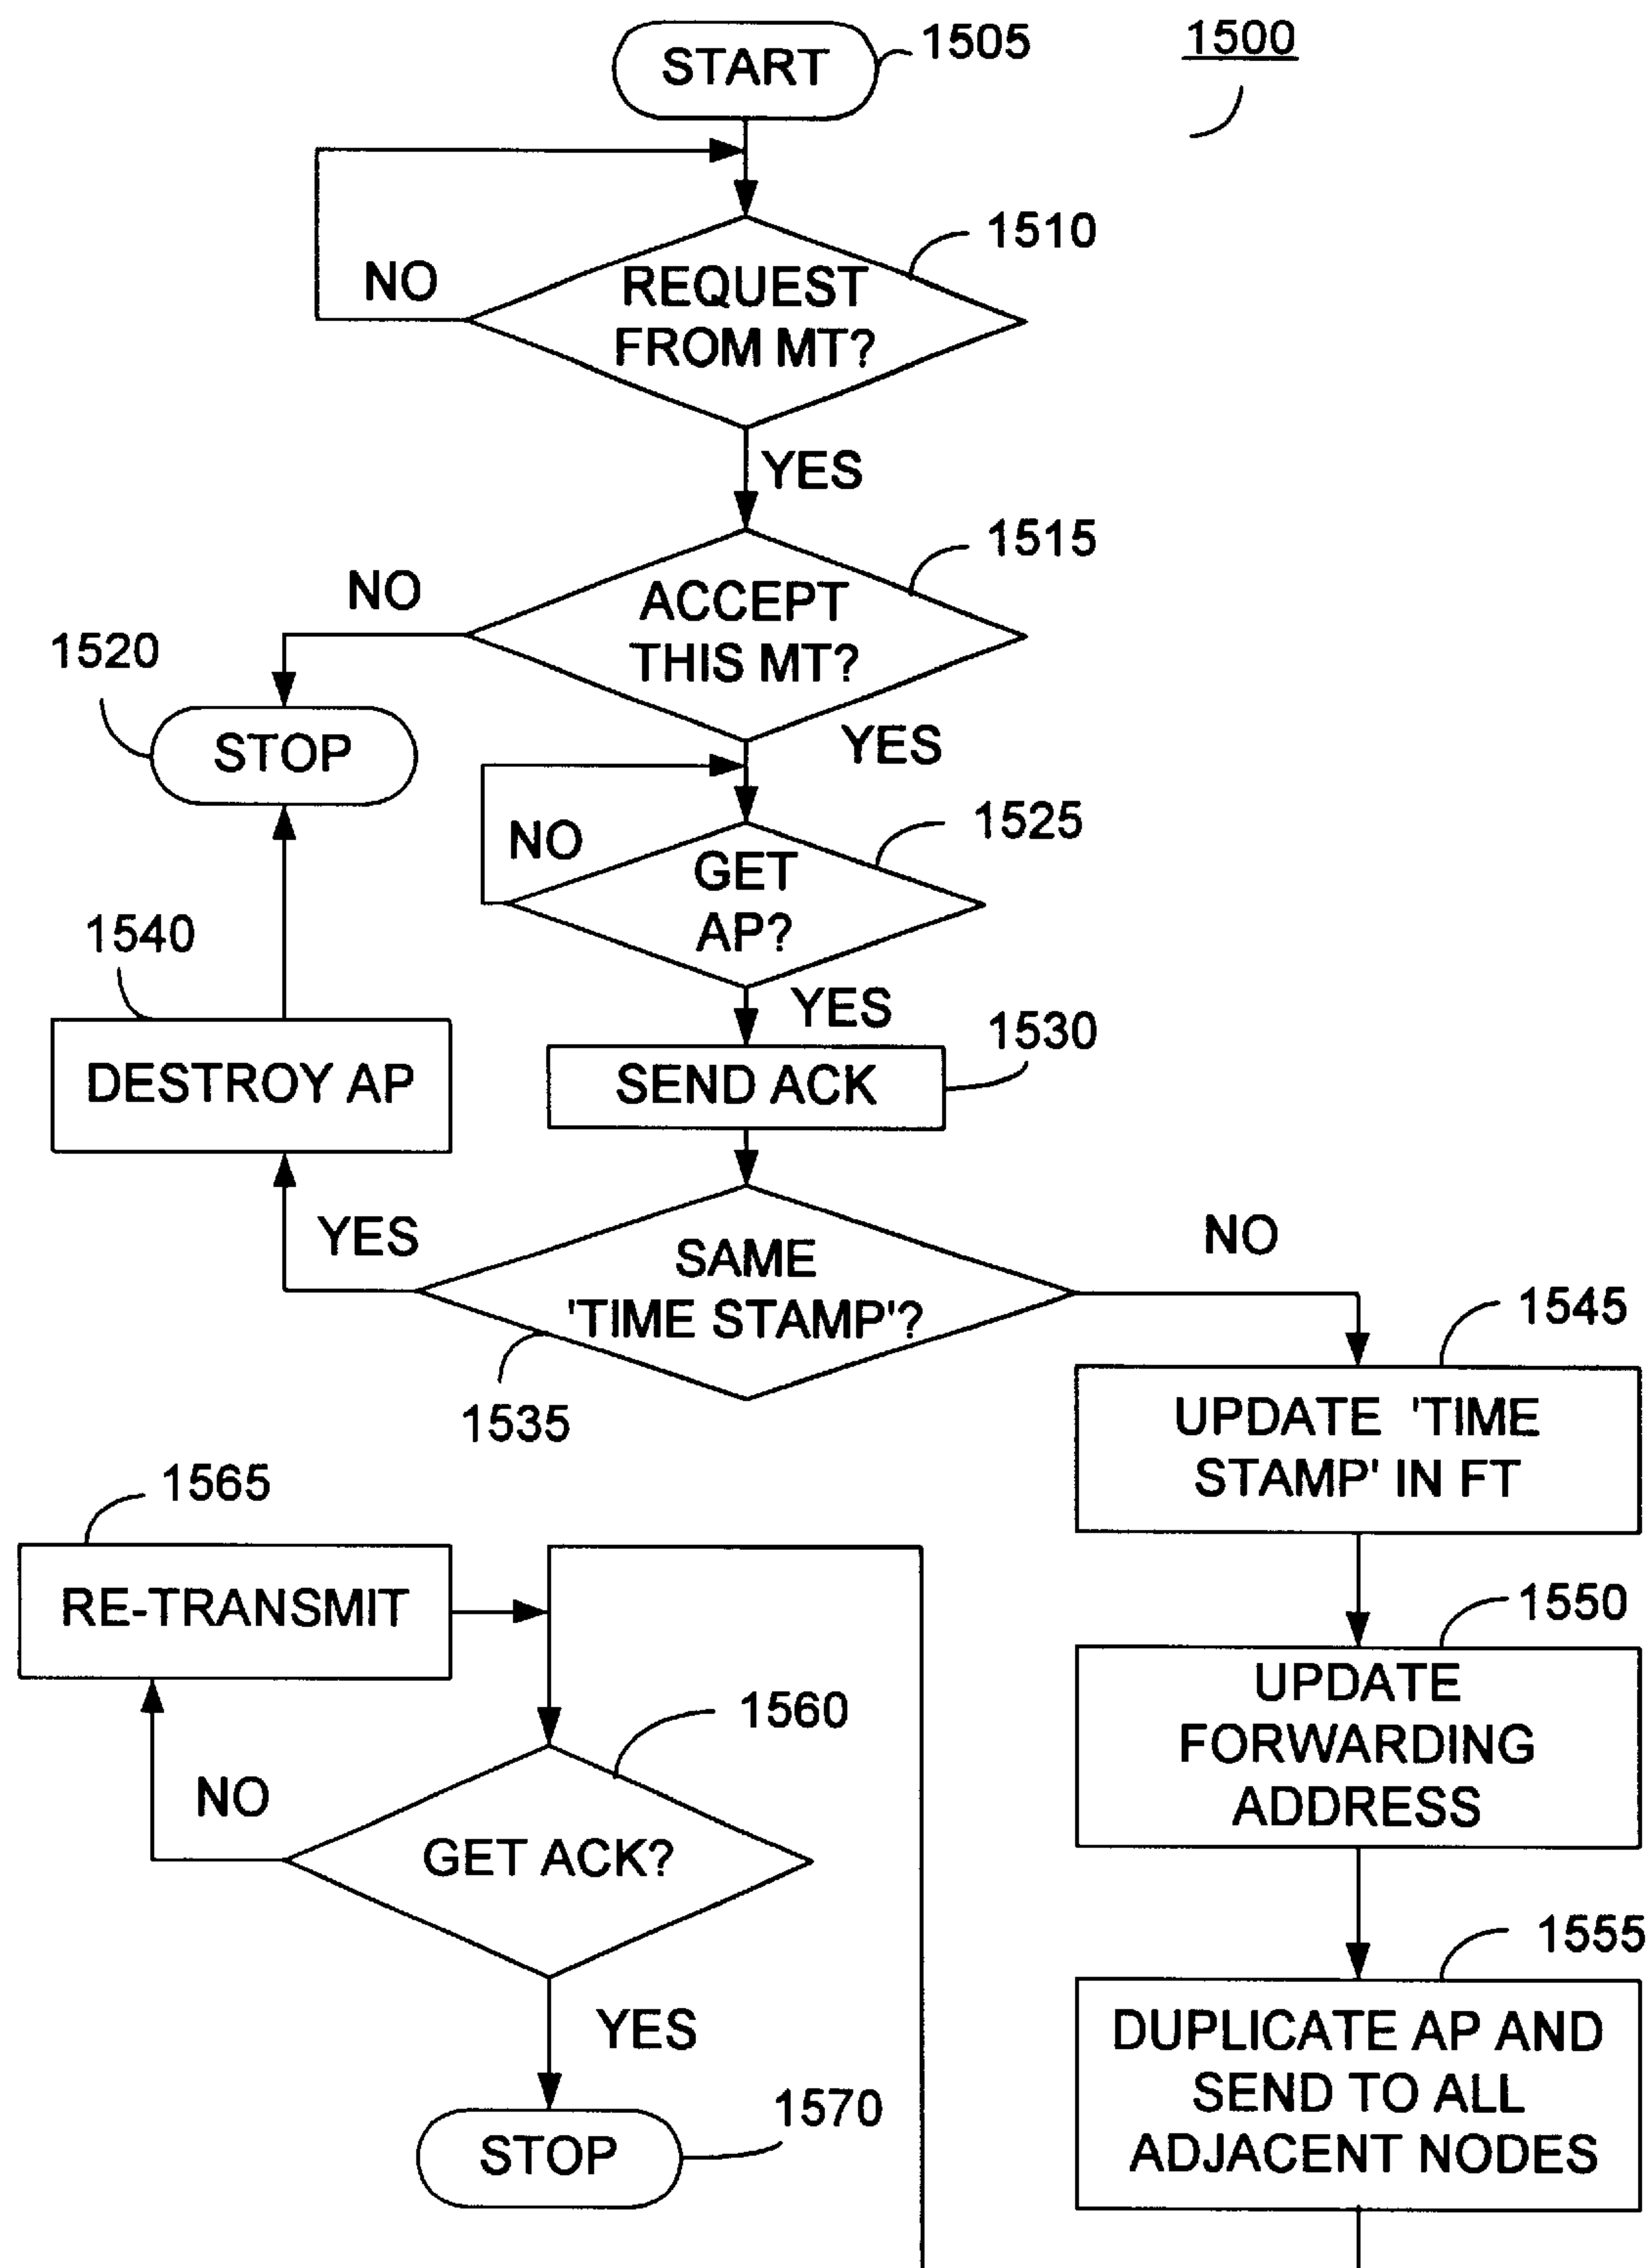 START
1505
1500
1510
NO
REQUEST
FROM MT?
YES
1515
NO
ACCEPT
THIS MT?
1520
STOP
YES
1525
NO
GET
AP?
1540
YES
1530
DESTROY AP
SEND ACK
YES
NO
SAME
'TIME STAMP'?
1535
1545
UPDATE 'TIME
STAMP' IN FT
1565
RE-TRANSMIT
1550
UPDATE
FORWARDING
ADDRESS
1560
NO
GET ACK?
1555
YES
DUPLICATE AP AND
SEND TO ALL
ADJACENT NODES
1570
STOP